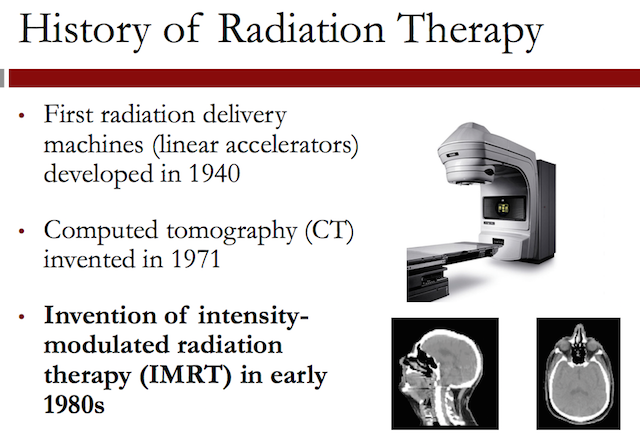 History of Radiation Therapy
• First radiation delivery
machines (linear accelerators)
developed in 1940
• Computed tomography (CT)
invented in 1971
• Invention of intensity-
modulated radiation
therapy (IMRT) in early
1980s